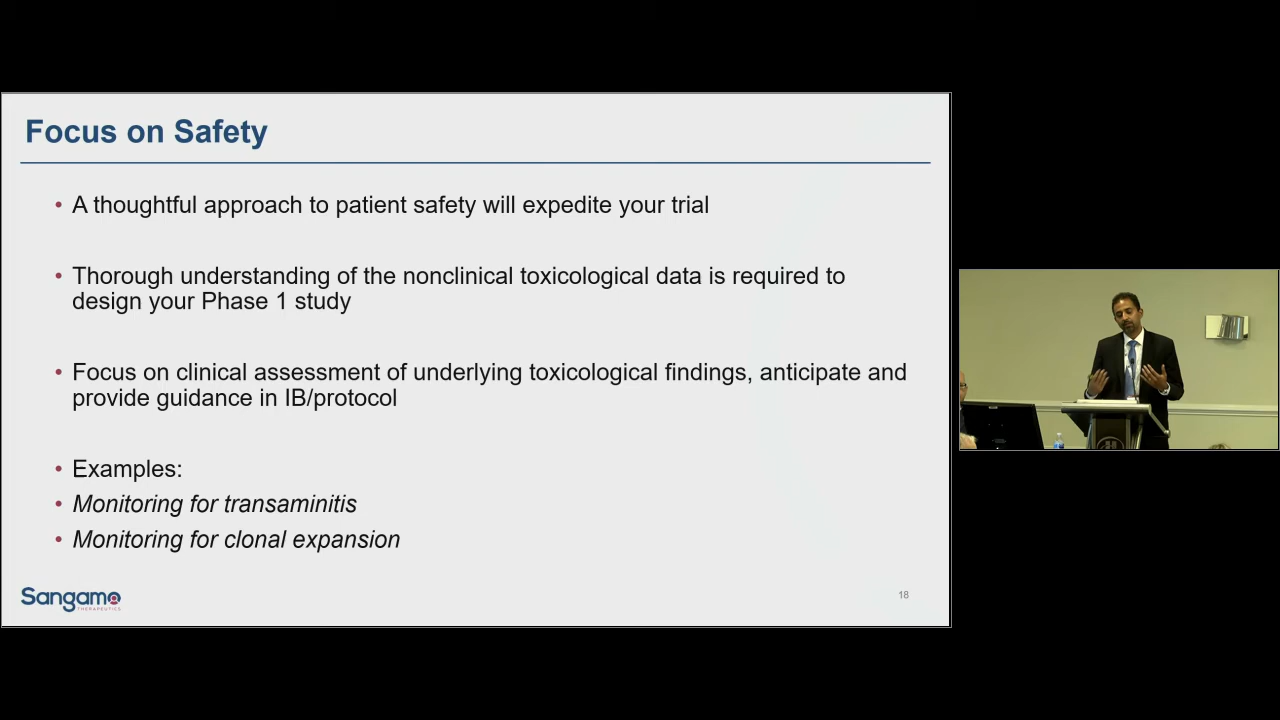 Focus on Safety
• A thoughtful approach to patient safety will expedite your trial
• Thorough understanding of the nonclinical toxicological data is required to
design your Phase 1 study
• Focus on clinical assessment of underlying toxicological findings, anticipate and
provide guidance in IB/protocol
• Examples:
• Monitoring for transaminitis
• Monitoring for clonal expansion
Sangamo
THERAPEUTICS
18